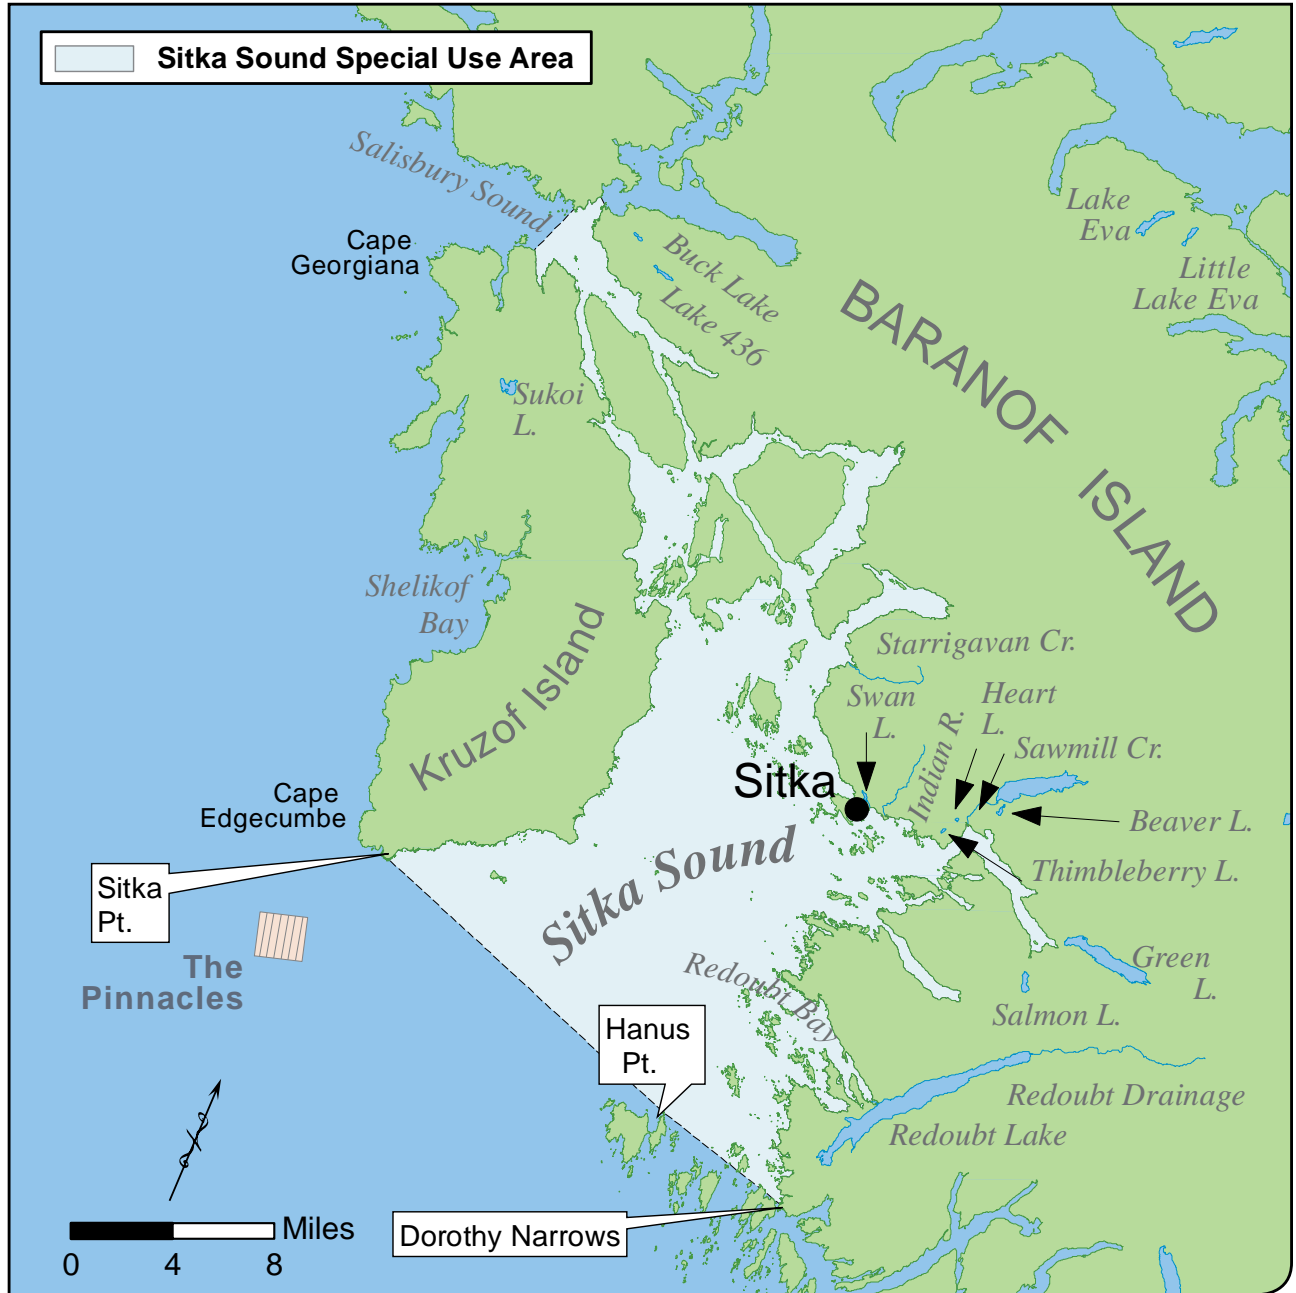 Sitka Sound Special Use Area
Salisbury Sound
Cape
Georgiana
Lake
Eva
Little
Lake Eva
Buck Lake
Lake 436
BARANOF ISLAND
Sukoi
L.
Shelikof
Bay
Kruzof Island
Starrigavan Cr.
Swan
L.
Indian R.
Heart
L.
Sawmill Cr.
Sitka
Cape
Edgecumbe
Beaver L.
Thimbleberry L.
Sitka Sound
Sitka
Pt.
The
Pinnacles
Redoubt Bay
Green
L.
Salmon L.
Hanus
Pt.
Redoubt Drainage
Redoubt Lake
Dorothy Narrows
Miles
0 4 8